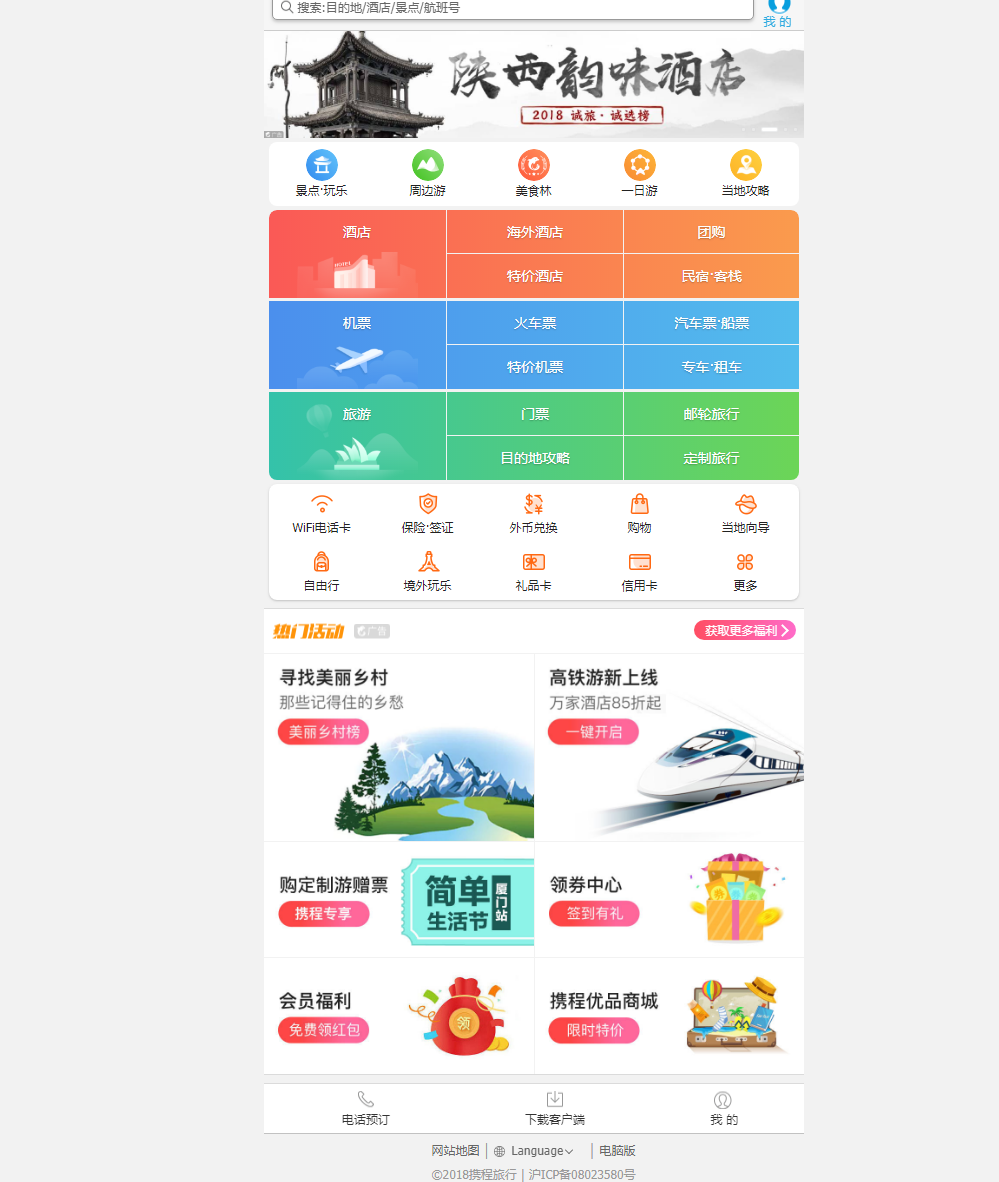 搜索:目的地/酒店/景点/航班号
我 的
陕西韵味酒店
2018 诚旅·诚选榜
广告
景点·玩乐 周边游 美食林 一日游 当地攻略
酒店 海外酒店 团购
HOTEL
特价酒店 民宿·客栈
机票 火车票 汽车票·船票
特价机票 专车·租车
旅游 门票 邮轮旅行
目的地攻略 定制旅行
WiFi电话卡 保险·签证 外币兑换 购物 当地向导
自由行 境外玩乐 礼品卡 信用卡 更多
热门活动 广告 获取更多福利
寻找美丽乡村 高铁游新上线
那些记得住的乡愁 万家酒店85折起
美丽乡村榜 一键开启
购定制游赠票 简单 厦门站 领券中心
携程专享 生活节 签到有礼
会员福利 携程优品商城
免费领红包 领 限时特价
电话预订 下载客户端 我 的
网站地图 Language 电脑版
©2018携程旅行 | 沪ICP备08023580号